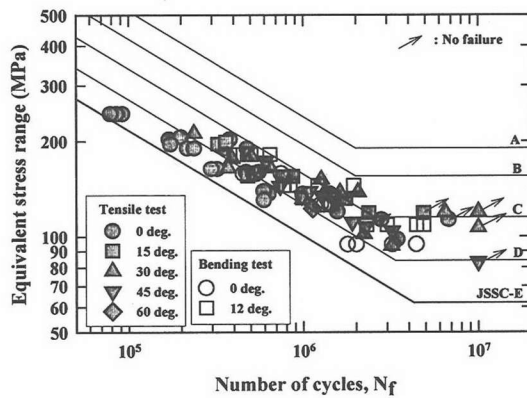 500
400
300
200
100
90
80
70
60
50
Equivalent stress range (MPa)
: No failure
A
B
C
D
JSSC-E
Tensile test
0 deg.
15 deg.
30 deg.
45 deg.
60 deg.
Bending test
0 deg.
12 deg.
10⁵
10⁶
10⁷
Number of cycles, Nf